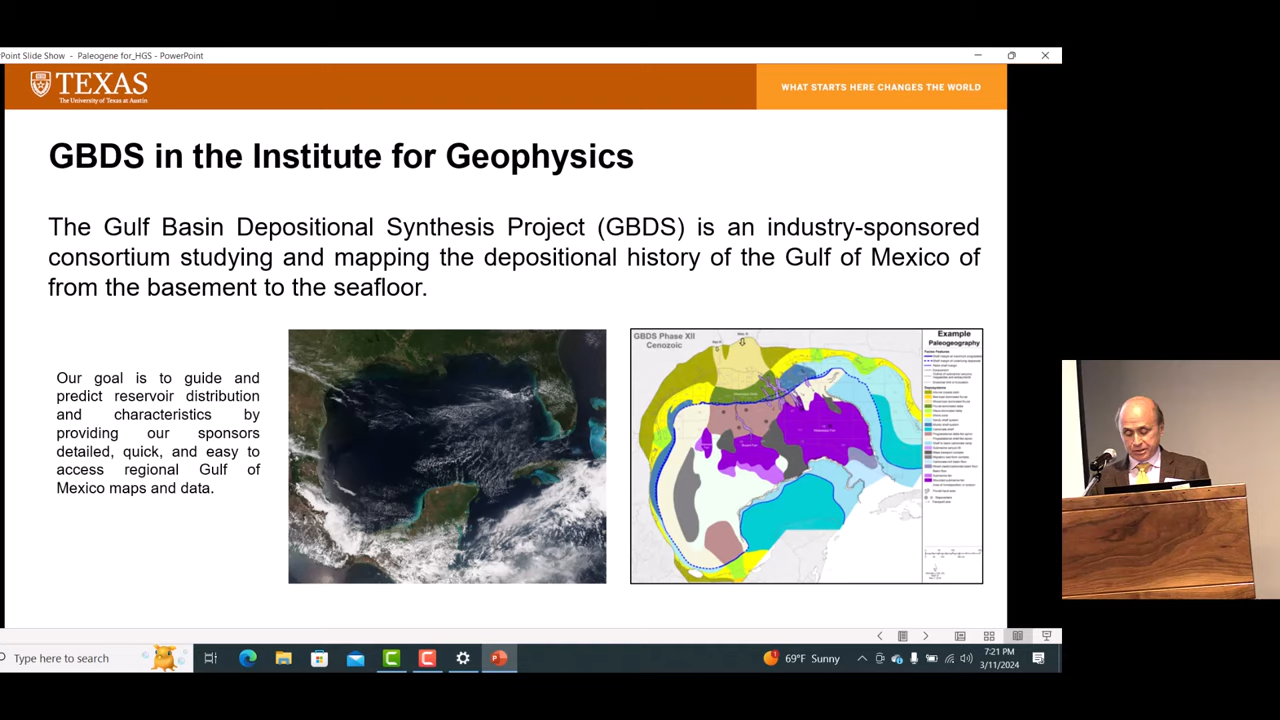 Point Slide Show - Paleogene for_HGS - PowerPoint
TEXAS
The University of Texas at Austin
WHAT STARTS HERE CHANGES THE WORLD
GBDS in the Institute for Geophysics
The Gulf Basin Depositional Synthesis Project (GBDS) is an industry-sponsored
consortium studying and mapping the depositional history of the Gulf of Mexico of
from the basement to the seafloor.
Our goal is to guide
predict reservoir distribution
and characteristics
providing our sponsors
detailed, quick, and easy
access regional Gulf of
Mexico maps and data.
GBDS Phase XII
Cenozoic
Example
Paleogeography
Type here to search
69°F Sunny
7:21 PM
3/11/2024